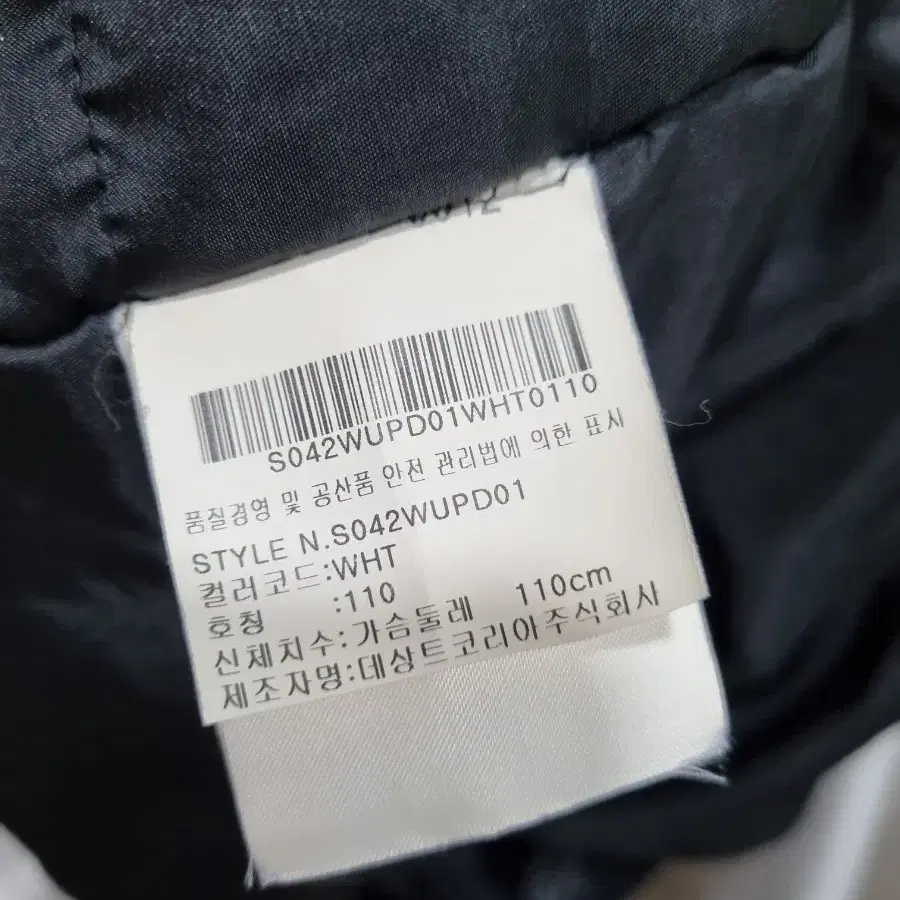 S042WUPD01WHT0110
품질경영 및 공산품 안전 관리법에 의한 표시
STYLE N.S042WUPD01
컬러코드:WHT
호칭 :110
신체치수:가슴둘레 110cm
제조자명:데상트코리아주식회사